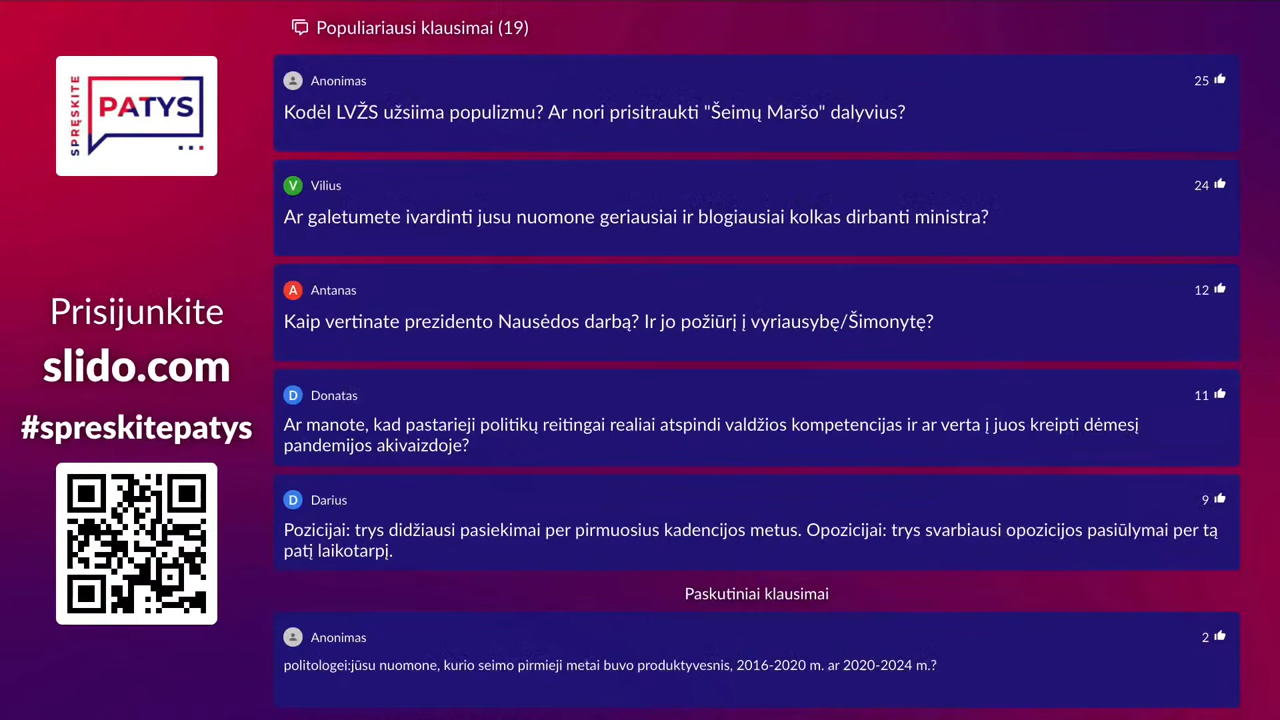 Populiariausi klausimai (19)
SPRĘSKITE
PATYS
Prisijunkite
slido.com
#spreskitepatys
Anonimas
25
Kodėl LVŽS užsiima populizmu? Ar nori prisitraukti "Šeimų Maršo" dalyvius?
V
Vilius
24
Ar galetumete ivardinti jusu nuomone geriausiai ir blogiausiai kolkas dirbanti ministra?
A
Antanas
12
Kaip vertinate prezidento Nausėdos darbą? Ir jo požiūrį į vyriausybę/Šimonytę?
D
Donatas
11
Ar manote, kad pastarieji politikų reitingai realiai atspindi valdžios kompetencijas ir ar verta į juos kreipti dėmesį
pandemijos akivaizdoje?
D
Darius
9
Pozicijai: trys didžiausi pasiekimai per pirmuosius kadencijos metus. Opozicijai: trys svarbiausi opozicijos pasiūlymai per tą
patį laikotarpį.
Paskutiniai klausimai
Anonimas
2
politologei:jūsu nuomone, kurio seimo pirmieji metai buvo produktyvesnis, 2016-2020 m. ar 2020-2024 m.?